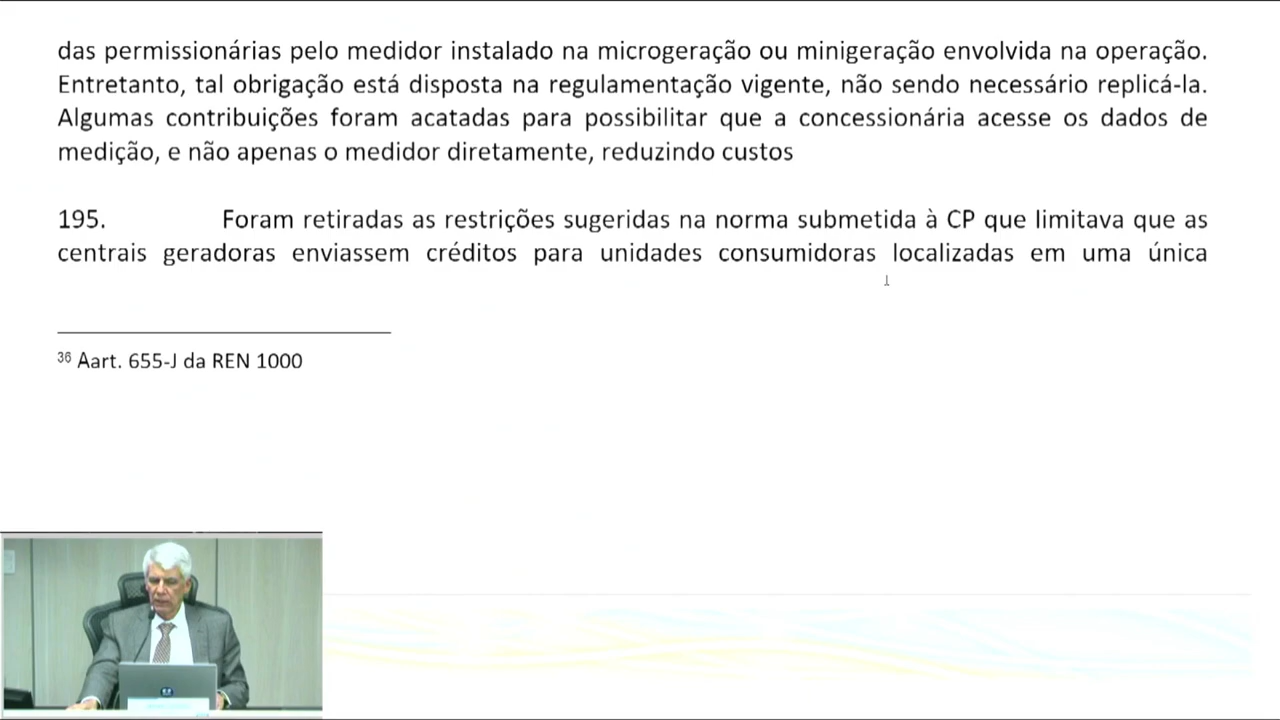 das permissionárias pelo medidor instalado na microgeração ou minigeração envolvida na operação.
Entretanto, tal obrigação está disposta na regulamentação vigente, não sendo necessário replicá-la.
Algumas contribuições foram acatadas para possibilitar que a concessionária acesse os dados de
medição, e não apenas o medidor diretamente, reduzindo custos
195. Foram retiradas as restrições sugeridas na norma submetida à CP que limitava que as
centrais geradoras enviassem créditos para unidades consumidoras localizadas em uma única
36 Aart. 655-J da REN 1000